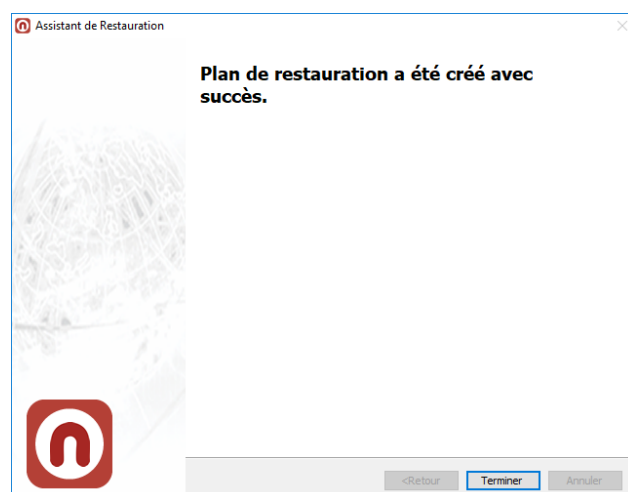 Assistant de Restauration
Plan de restauration a été créé avec
succès.
<Retour Terminer Annuler